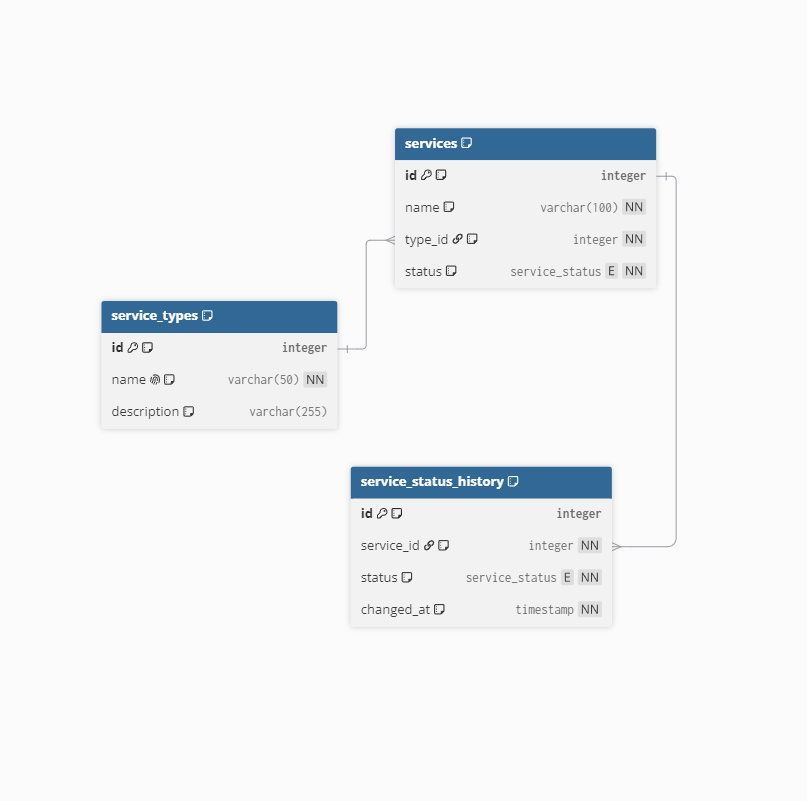 services
id integer
name varchar(100) NN
type_id integer NN
status service_status E NN
service_types
id integer
name varchar(50) NN
description varchar(255)
service_status_history
id integer
service_id integer NN
status service_status E NN
changed_at timestamp NN